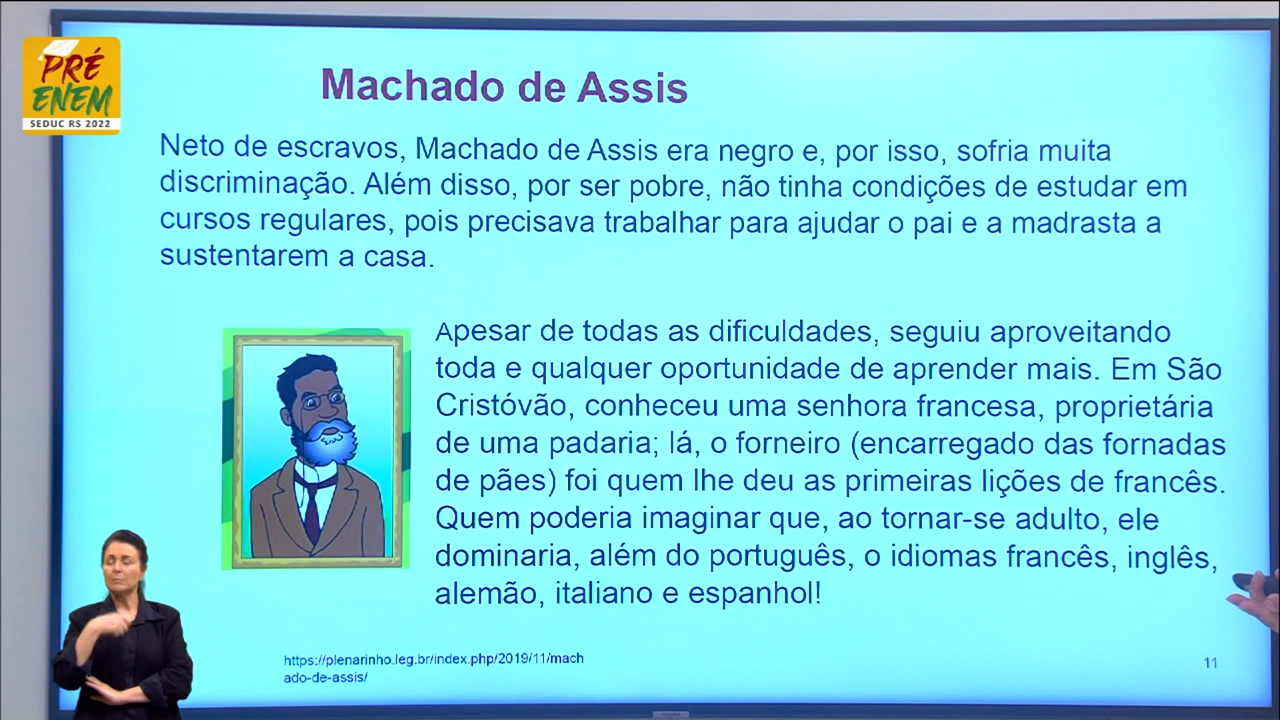 PRÉ
ENEM
SEDUC RS 2022
Machado de Assis
Neto de escravos, Machado de Assis era negro e, por isso, sofria muita
discriminação. Além disso, por ser pobre, não tinha condições de estudar em
cursos regulares, pois precisava trabalhar para ajudar o pai e a madrasta a
sustentarem a casa.
Apesar de todas as dificuldades, seguiu aproveitando
toda e qualquer oportunidade de aprender mais. Em São
Cristóvão, conheceu uma senhora francesa, proprietária
de uma padaria; lá, o forneiro (encarregado das fornadas
de pães) foi quem lhe deu as primeiras lições de francês.
Quem poderia imaginar que, ao tornar-se adulto, ele
dominaria, além do português, o idiomas francês, inglês,
alemão, italiano e espanhol!
https://plenarinho.leg.br/index.php/2019/11/mach
ado-de-assis/
11